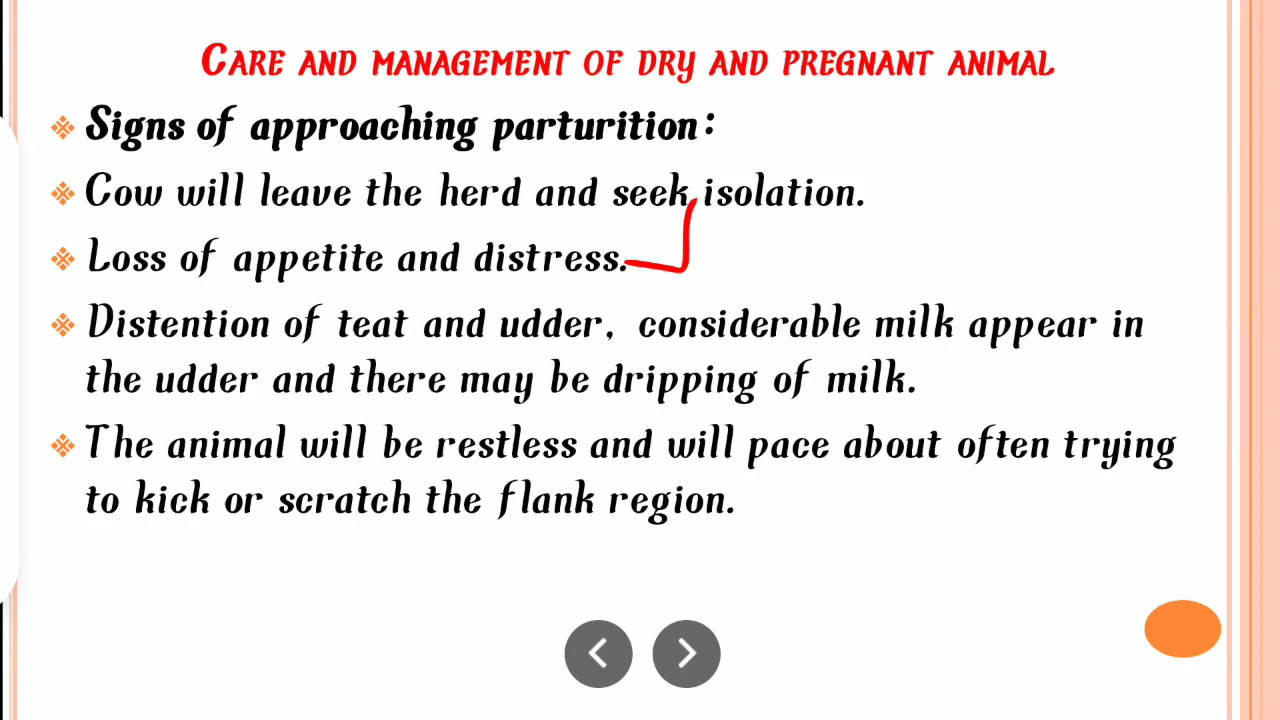 CARE AND MANAGEMENT OF DRY AND PREGNANT ANIMAL
Signs of approaching parturition:
Cow will leave the herd and seek isolation.
Loss of appetite and distress.
Distention of teat and udder, considerable milk appear in
the udder and there may be dripping of milk.
The animal will be restless and will pace about often trying
to kick or scratch the flank region.